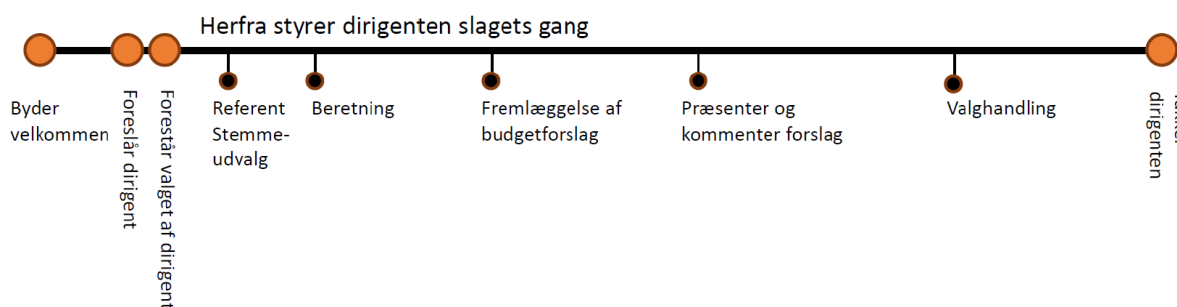 Herfra styrer dirigenten slagets gang
Byder
velkommen
Foreslår dirigent
Forestår valget af dirigent
Referent
Stemme-
udvalg
Beretning
Fremlæggelse af
budgetforslag
Præsenter og
kommenter forslag
Valghandling
dirigenten